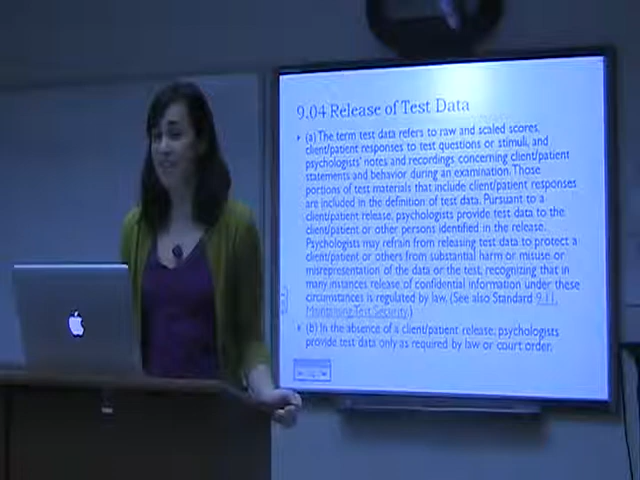 9.04 Release of Test Data
(a) The term test data refers to raw and scaled scores,
client/patient responses to test questions or stimuli, and
psychologists' notes and recordings concerning client/patient
statements and behavior during an examination. Those
portions of test materials that include client/patient responses
are included in the definition of test data. Pursuant to a
client/patient release, psychologists provide test data to the
client/patient or other persons identified in the release.
Psychologists may refrain from releasing test data to protect a
client/patient or others from substantial harm or misuse or
misrepresentation of the data or the test, recognizing that in
many instances release of confidential information under these
circumstances is regulated by law. (See also Standard 9.11,
Maintaining Test Security.)
(b) In the absence of a client/patient release, psychologists
provide test data only as required by law or court order.